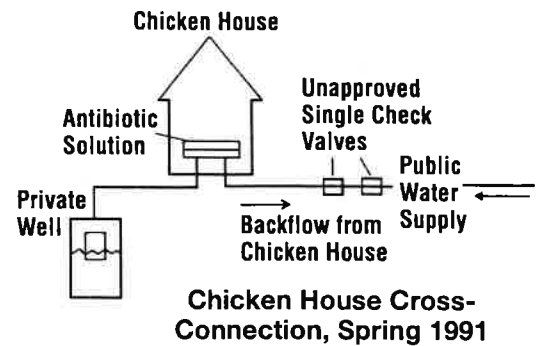 Chicken House
Antibiotic
Solution
Unapproved
Single Check
Valves
Public
Water
Supply
Private
Well
Backflow from
Chicken House
Chicken House Cross-
Connection, Spring 1991